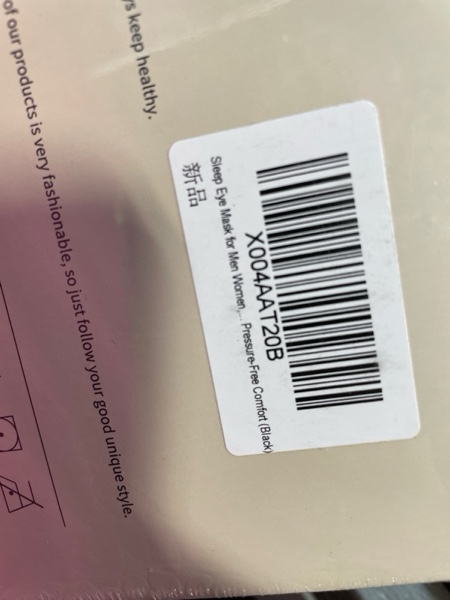 ys keep healthy.
of our products is very fashionable, so just follow your good unique style.
X004AAT20B
Sleep Eye Mask for Men Women,... Pressure-Free Comfort (Black)
新品